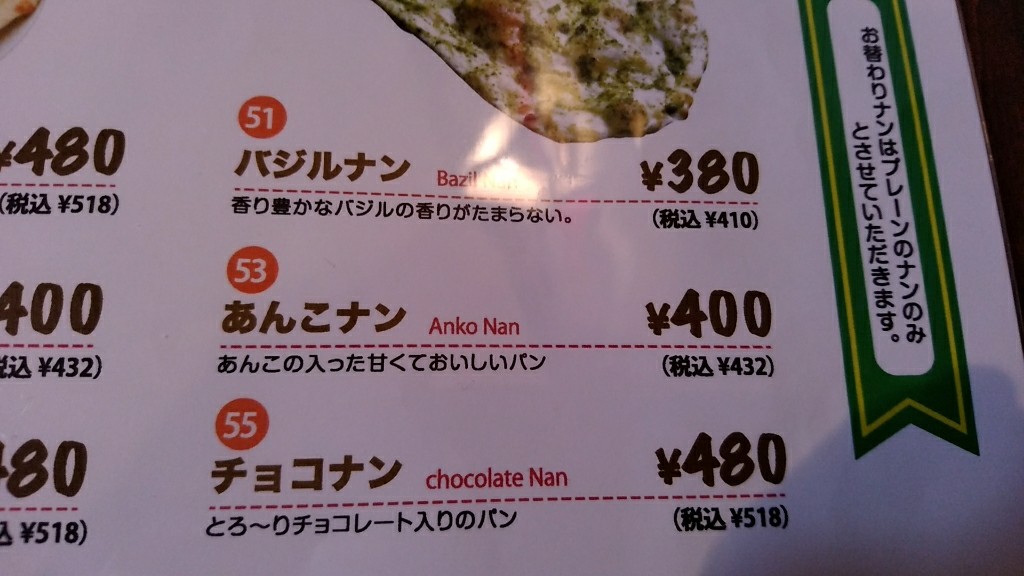 ¥480
(税込 ¥518)
400
¥432)
480
¥518)
51
バジルナン Bazil Nan ¥380
香り豊かなバジルの香りがたまらない。 (税込 ¥410)
53
あんこナン Anko Nan ¥400
あんこの入った甘くておいしいパン (税込 ¥432)
55
チョコナン chocolate Nan ¥480
とろ〜りチョコレート入りのパン (税込 ¥518)
お替わりナンはプレーンのナンのみ
とさせていただきます。